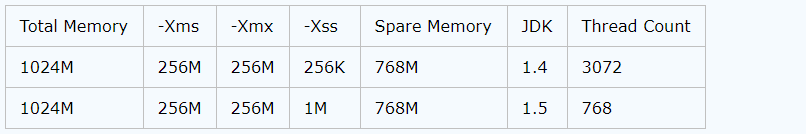 Total Memory -Xms -Xmx -Xss Spare Memory JDK Thread Count
1024M 256M 256M 256K 768M 1.4 3072
1024M 256M 256M 1M 768M 1.5 768